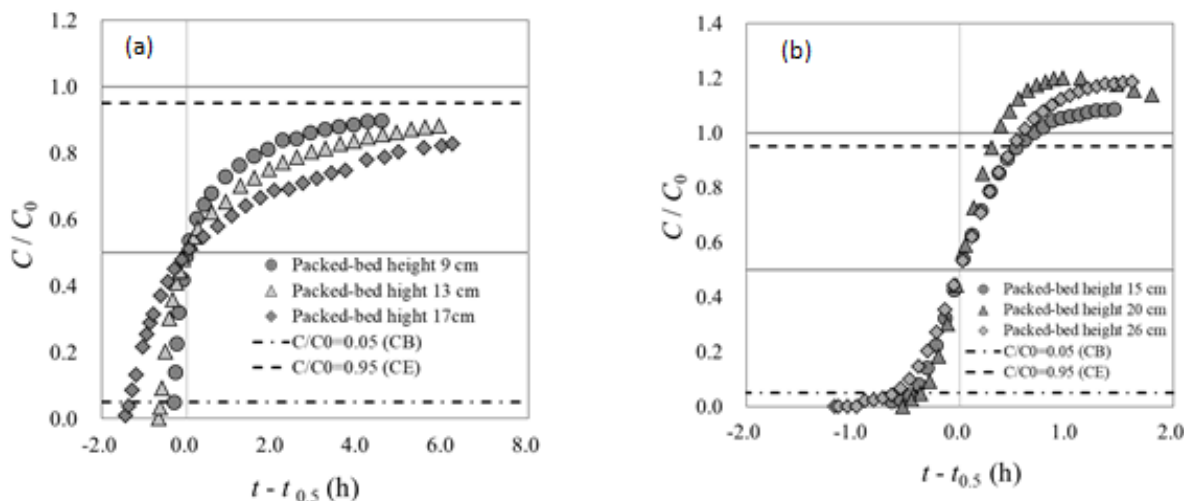 (a)
1.2
1.0
0.8
0.6
0.4
0.2
0.0
C / C0
Packed-bed height 9 cm
Packed-bed hight 13 cm
Packed-bed hight 17cm
C/C0=0.05 (CB)
C/C0=0.95 (CE)
-2.0 0.0 2.0 4.0 6.0 8.0
t - t0.5 (h)
(b)
1.4
1.2
1.0
0.8
0.6
0.4
0.2
0.0
C / C0
Packed-bed height 15 cm
Packed-bed height 20 cm
Packed-bed height 26 cm
C/C0=0.05 (CB)
C/C0=0.95 (CE)
-2.0 -1.0 0.0 1.0 2.0
t - t0.5 (h)